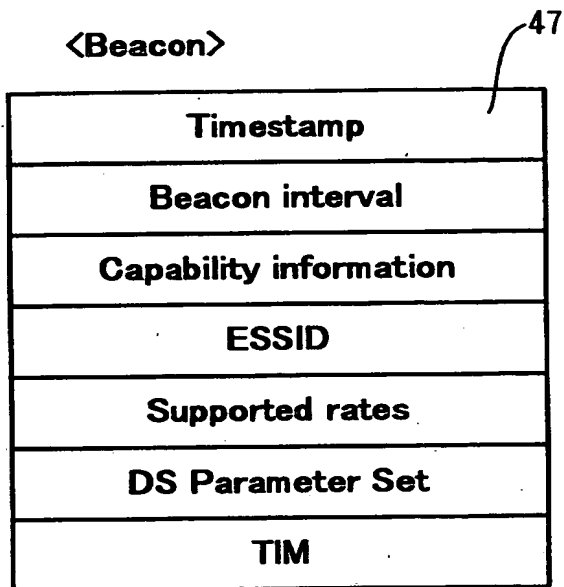 <Beacon>
47
Timestamp
Beacon interval
Capability information
ESSID
Supported rates
DS Parameter Set
TIM